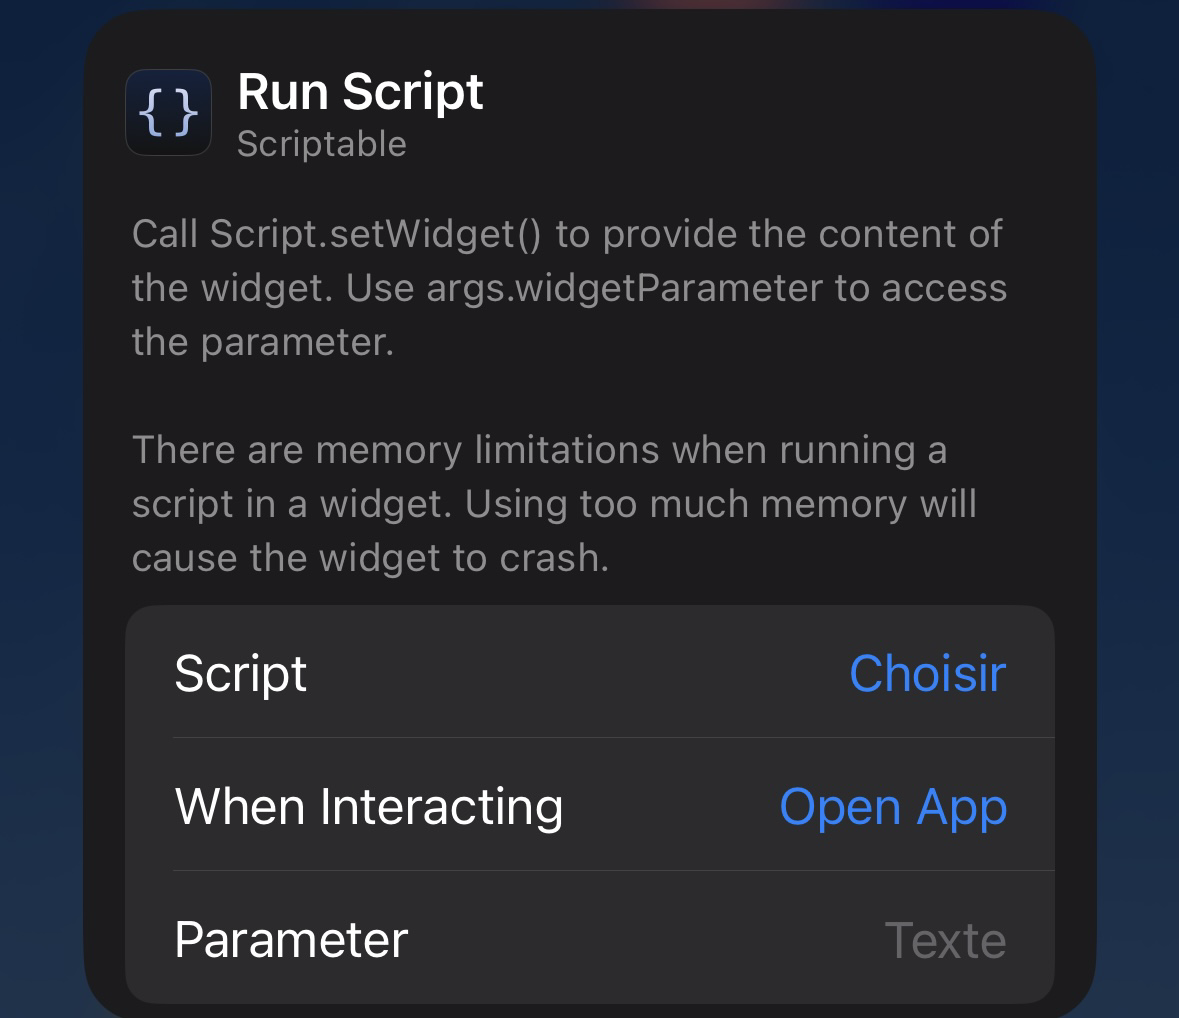 {}
Run Script
Scriptable
Call Script.setWidget() to provide the content of
the widget. Use args.widgetParameter to access
the parameter.
There are memory limitations when running a
script in a widget. Using too much memory will
cause the widget to crash.
Script Choisir
When Interacting Open App
Parameter Texte